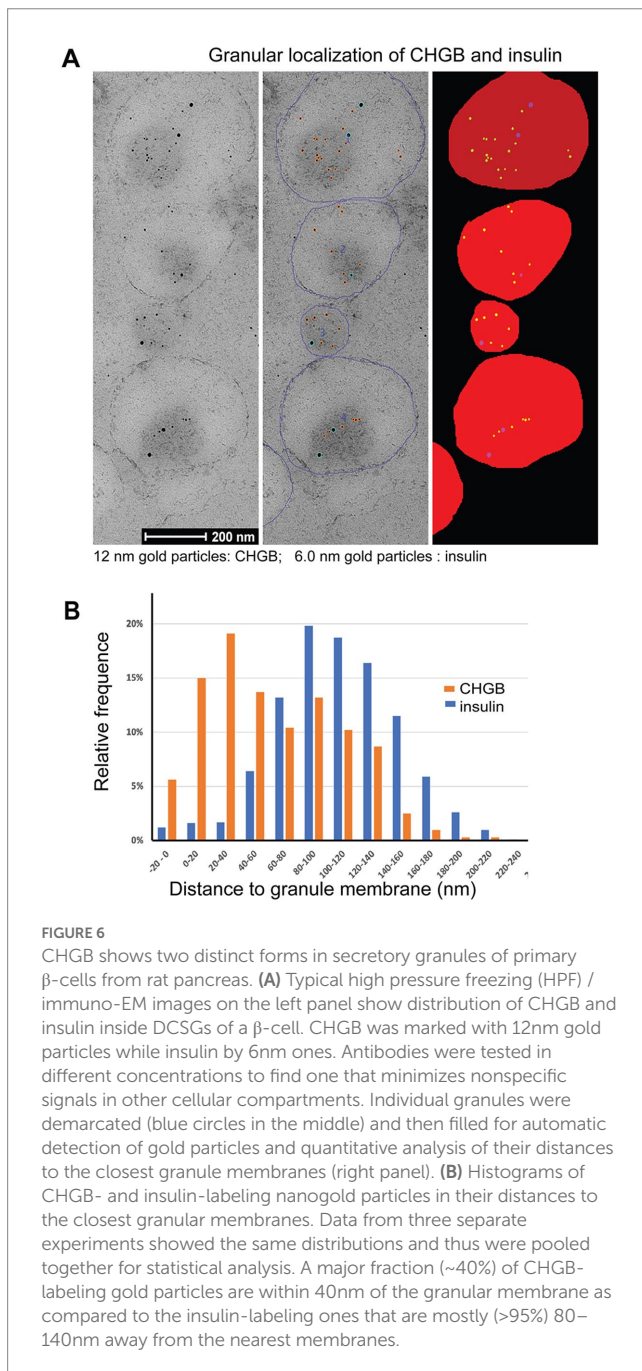 A
Granular localization of CHGB and insulin
200 nm
12 nm gold particles: CHGB; 6.0 nm gold particles : insulin
B
Relative frequence
20%
15%
10%
5%
0%
CHGB
insulin
-20 - 0
0-20
20-40
40-60
60-80
80-100
100-120
120-140
140-160
160-180
180-200
200-220
220-240
Distance to granule membrane (nm)
FIGURE 6
CHGB shows two distinct forms in secretory granules of primary
β-cells from rat pancreas. (A) Typical high pressure freezing (HPF) /
immuno-EM images on the left panel show distribution of CHGB and
insulin inside DCSGs of a β-cell. CHGB was marked with 12nm gold
particles while insulin by 6nm ones. Antibodies were tested in
different concentrations to find one that minimizes nonspecific
signals in other cellular compartments. Individual granules were
demarcated (blue circles in the middle) and then filled for automatic
detection of gold particles and quantitative analysis of their distances
to the closest granule membranes (right panel). (B) Histograms of
CHGB- and insulin-labeling nanogold particles in their distances to
the closest granular membranes. Data from three separate
experiments showed the same distributions and thus were pooled
together for statistical analysis. A major fraction (~40%) of CHGB-
labeling gold particles are within 40nm of the granular membrane as
compared to the insulin-labeling ones that are mostly (>95%) 80–
140nm away from the nearest membranes.